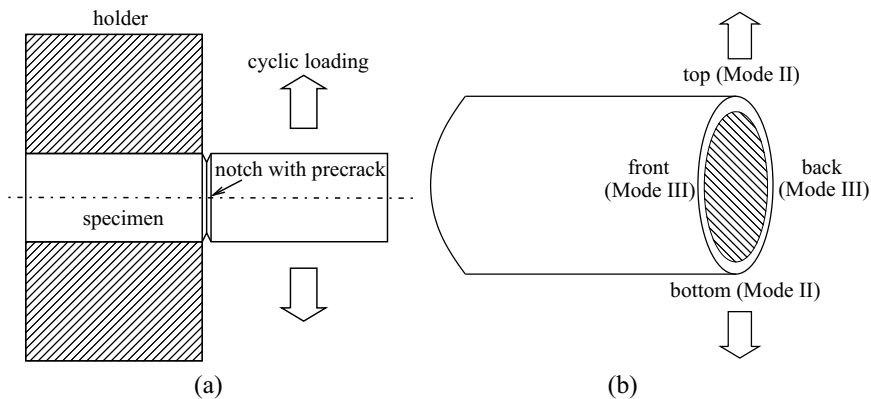 holder
cyclic loading
notch with precrack
specimen
(a)
top (Mode II)
front
(Mode III)
back
(Mode III)
bottom (Mode II)
(b)